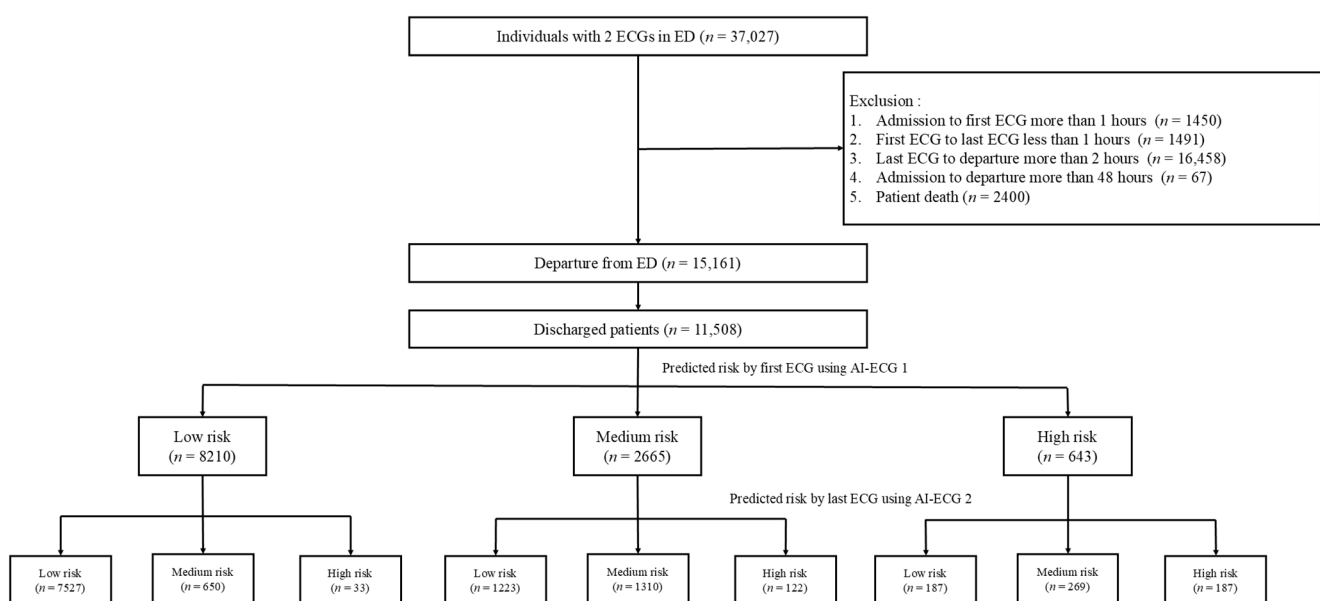 Individuals with 2 ECGs in ED (n = 37,027)
Exclusion :
1. Admission to first ECG more than 1 hours (n = 1450)
2. First ECG to last ECG less than 1 hours (n = 1491)
3. Last ECG to departure more than 2 hours (n = 16,458)
4. Admission to departure more than 48 hours (n = 67)
5. Patient death (n = 2400)
Departure from ED (n = 15,161)
Discharged patients (n = 11,508)
Predicted risk by first ECG using AI-ECG 1
Low risk
(n = 8210)
Medium risk
(n = 2665)
High risk
(n = 643)
Predicted risk by last ECG using AI-ECG 2
Low risk
(n = 7527)
Medium risk
(n = 650)
High risk
(n = 33)
Low risk
(n = 1223)
Medium risk
(n = 1310)
High risk
(n = 122)
Low risk
(n = 187)
Medium risk
(n = 269)
High risk
(n = 187)